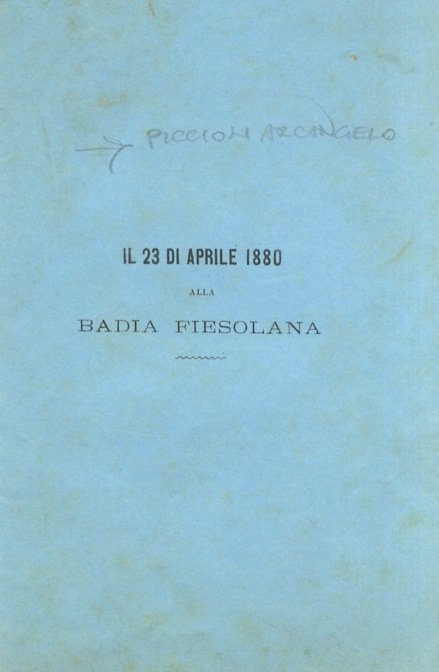 → PICCIOLI ARCANGELO
IL 23 DI APRILE 1880
ALLA
BADIA FIESOLANA